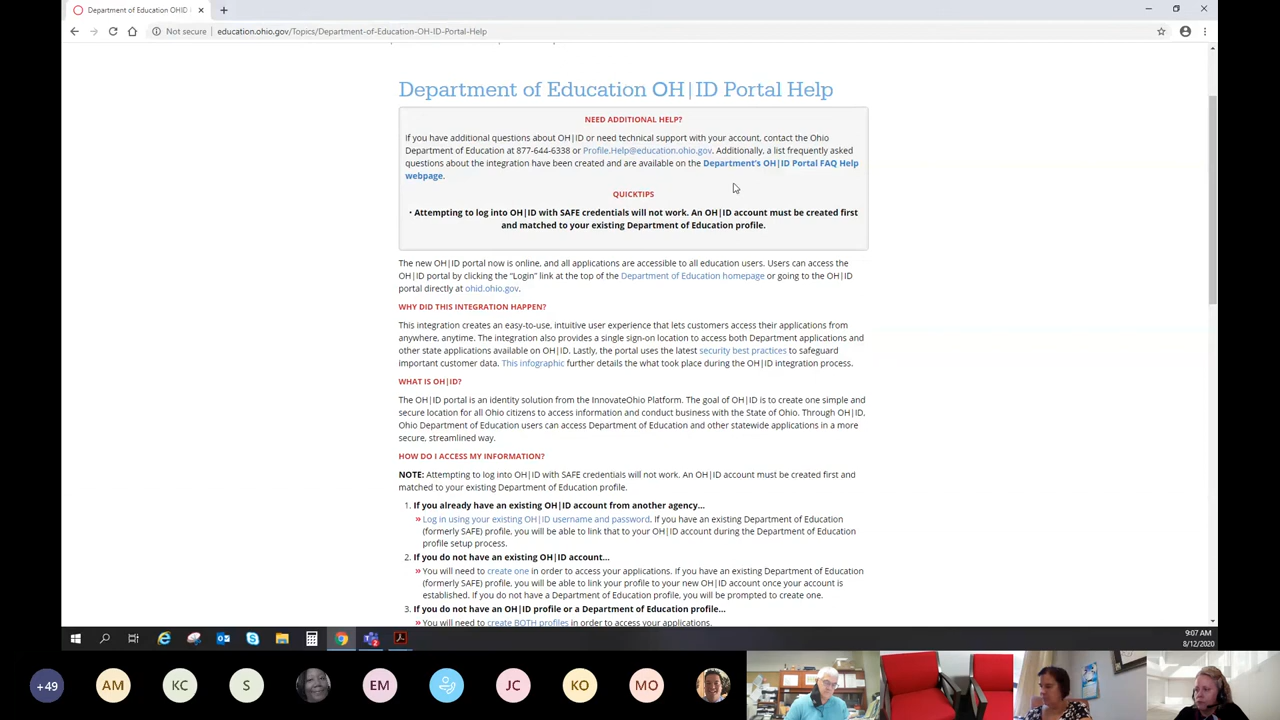 Department of Education OHID
Not secure
education.ohio.gov/Topics/Department-of-Education-OH-ID-Portal-Help
Department of Education OH|ID Portal Help
NEED ADDITIONAL HELP?
If you have additional questions about OH|ID or need technical support with your account, contact the Ohio
Department of Education at 877-644-6338 or Profile.Help@education.ohio.gov. Additionally, a list frequently asked
questions about the integration have been created and are available on the Department's OH|ID Portal FAQ Help
webpage.
QUICKTIPS
• Attempting to log into OH|ID with SAFE credentials will not work. An OH|ID account must be created first
and matched to your existing Department of Education profile.
The new OH|ID portal now is online, and all applications are accessible to all education users. Users can access the
OH|ID portal by clicking the “Login” link at the top of the Department of Education homepage or going to the OH|ID
portal directly at ohid.ohio.gov.
WHY DID THIS INTEGRATION HAPPEN?
This integration creates an easy-to-use, intuitive user experience that lets customers access their applications from
anywhere, anytime. The integration also provides a single sign-on location to access both Department applications and
other state applications available on OH|ID. Lastly, the portal uses the latest security best practices to safeguard
important customer data. This infographic further details the what took place during the OH|ID integration process.
WHAT IS OH|ID?
The OH|ID portal is an identity solution from the InnovateOhio Platform. The goal of OH|ID is to create one simple and
secure location for all Ohio citizens to access information and conduct business with the State of Ohio. Through OH|ID,
Ohio Department of Education users can access Department of Education and other statewide applications in a more
secure, streamlined way.
HOW DO I ACCESS MY INFORMATION?
NOTE: Attempting to log into OH|ID with SAFE credentials will not work. An OH|ID account must be created first and
matched to your existing Department of Education profile.
1. If you already have an existing OH|ID account from another agency...
» Log in using your existing OH|ID username and password. If you have an existing Department of Education
(formerly SAFE) profile, you will be able to link that to your OH|ID account during the Department of Education
profile setup process.
2. If you do not have an existing OH|ID account...
» You will need to create one in order to access your applications. If you have an existing Department of Education
(formerly SAFE) profile, you will be able to link your profile to your new OH|ID account once your account is
established. If you do not have a Department of Education profile, you will be prompted to create one.
3. If you do not have an OH|ID profile or a Department of Education profile...
» You will need to create BOTH profiles in order to access your applications.
9:07 AM
8/12/2020
+49
AM
KC
S
EM
JC
KO
MO